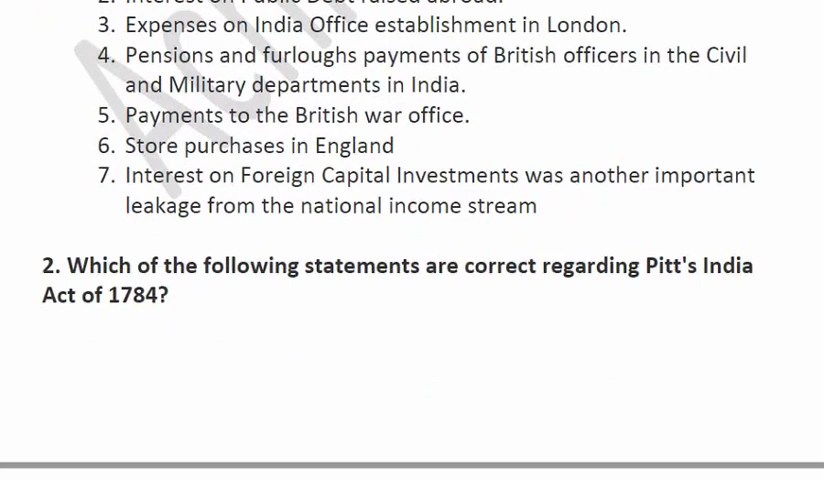 3. Expenses on India Office establishment in London.
4. Pensions and furloughs payments of British officers in the Civil
and Military departments in India.
5. Payments to the British war office.
6. Store purchases in England
7. Interest on Foreign Capital Investments was another important
leakage from the national income stream
2. Which of the following statements are correct regarding Pitt's India
Act of 1784?